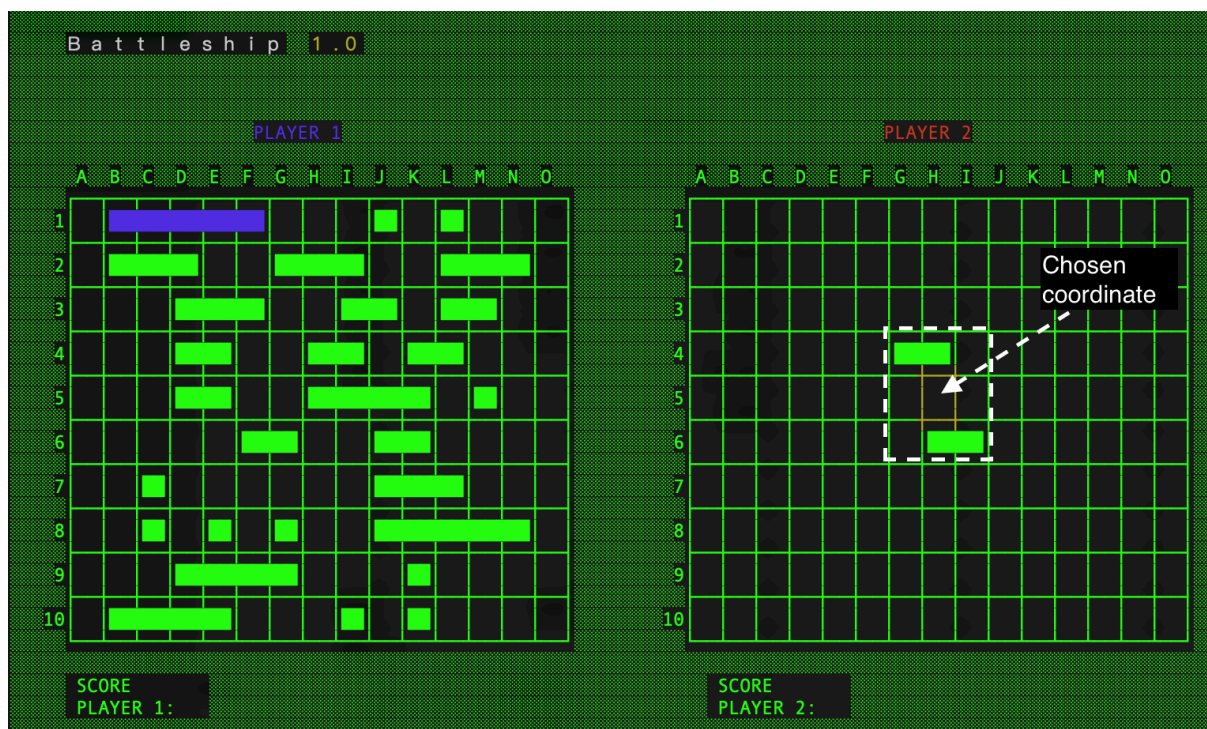 Battleship 1.0
PLAYER 1
PLAYER 2
A B C D E F G H I J K L M N O
A B C D E F G H I J K L M N O
1
2
3
4
5
6
7
8
9
10
1
2
3
4
5
6
7
8
9
10
Chosen
coordinate
SCORE
PLAYER 1:
SCORE
PLAYER 2: